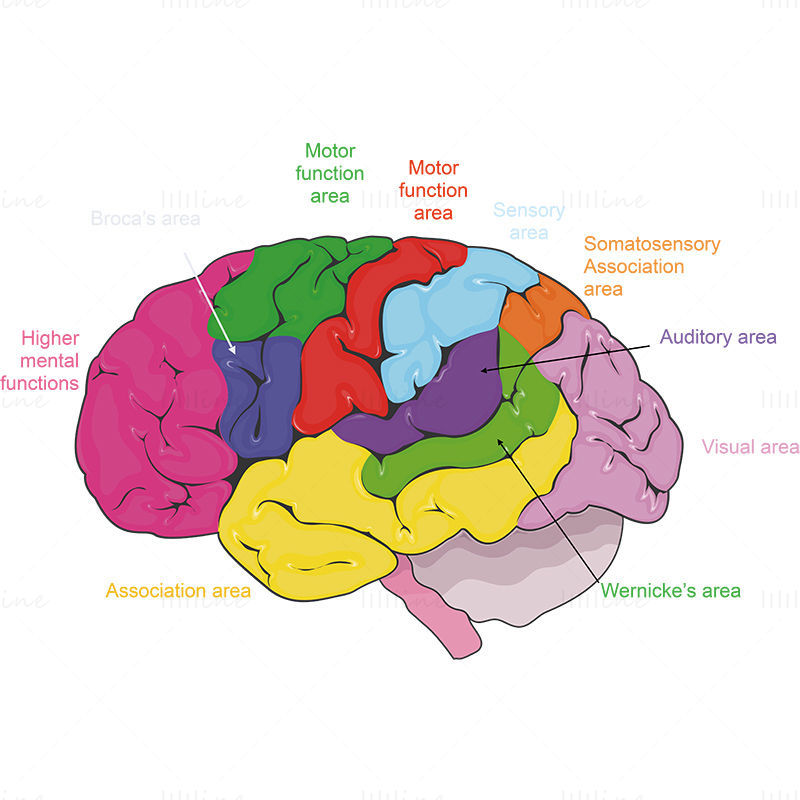 Motor
function
area
Motor
function
area
Broca's area
Sensory
area
Somatosensory
Association
area
Higher
mental
functions
Auditory area
Visual area
Association area
Wernicke's area